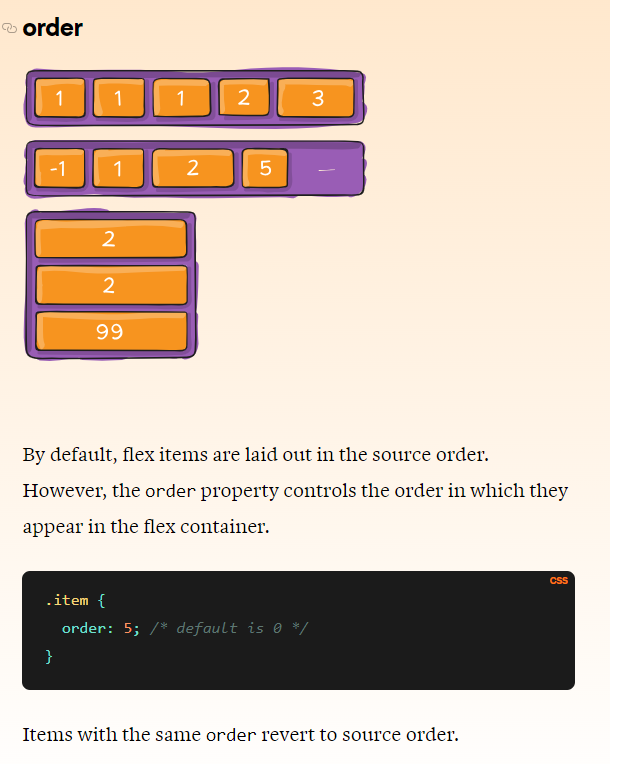 order
1 1 1 2 3
-1 1 2 5
2
2
99
By default, flex items are laid out in the source order.
However, the order property controls the order in which they
appear in the flex container.
CSS
.item {
order: 5; /* default is 0 */
}
Items with the same order revert to source order.